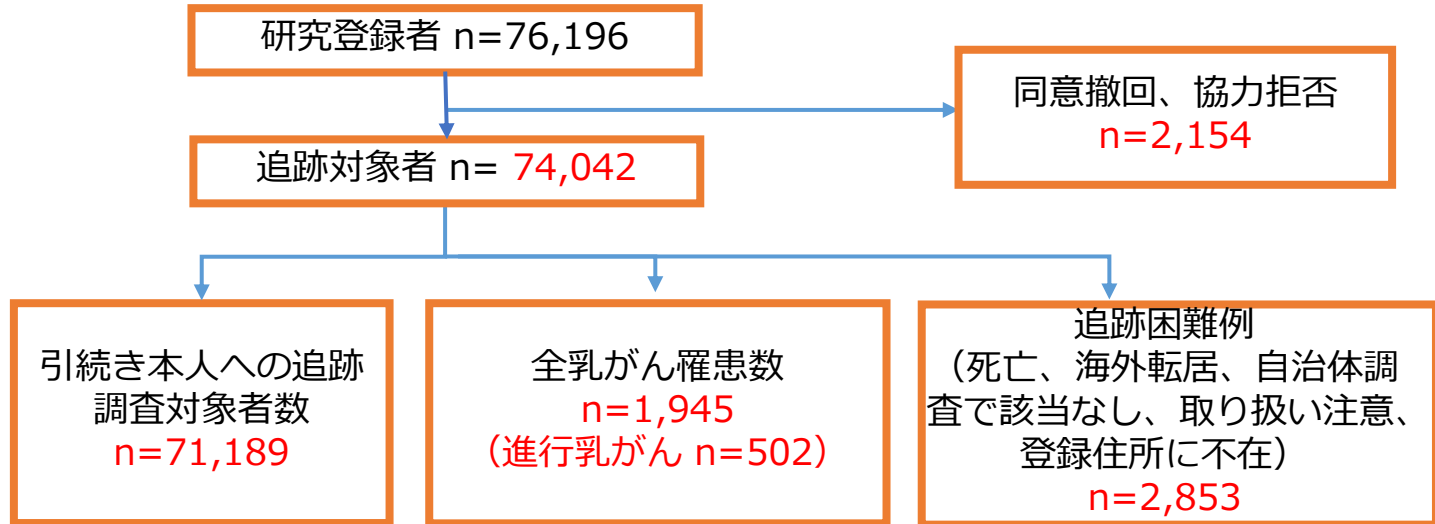 研究登録者 n=76,196
同意撤回、協力拒否
n=2,154
追跡対象者 n= 74,042
引続き本人への追跡
調査対象者数
n=71,189
全乳がん罹患数
n=1,945
（進行乳がん n=502）
追跡困難例
（死亡、海外転居、自治体調
査で該当なし、取り扱い注意、
登録住所に不在）
n=2,853